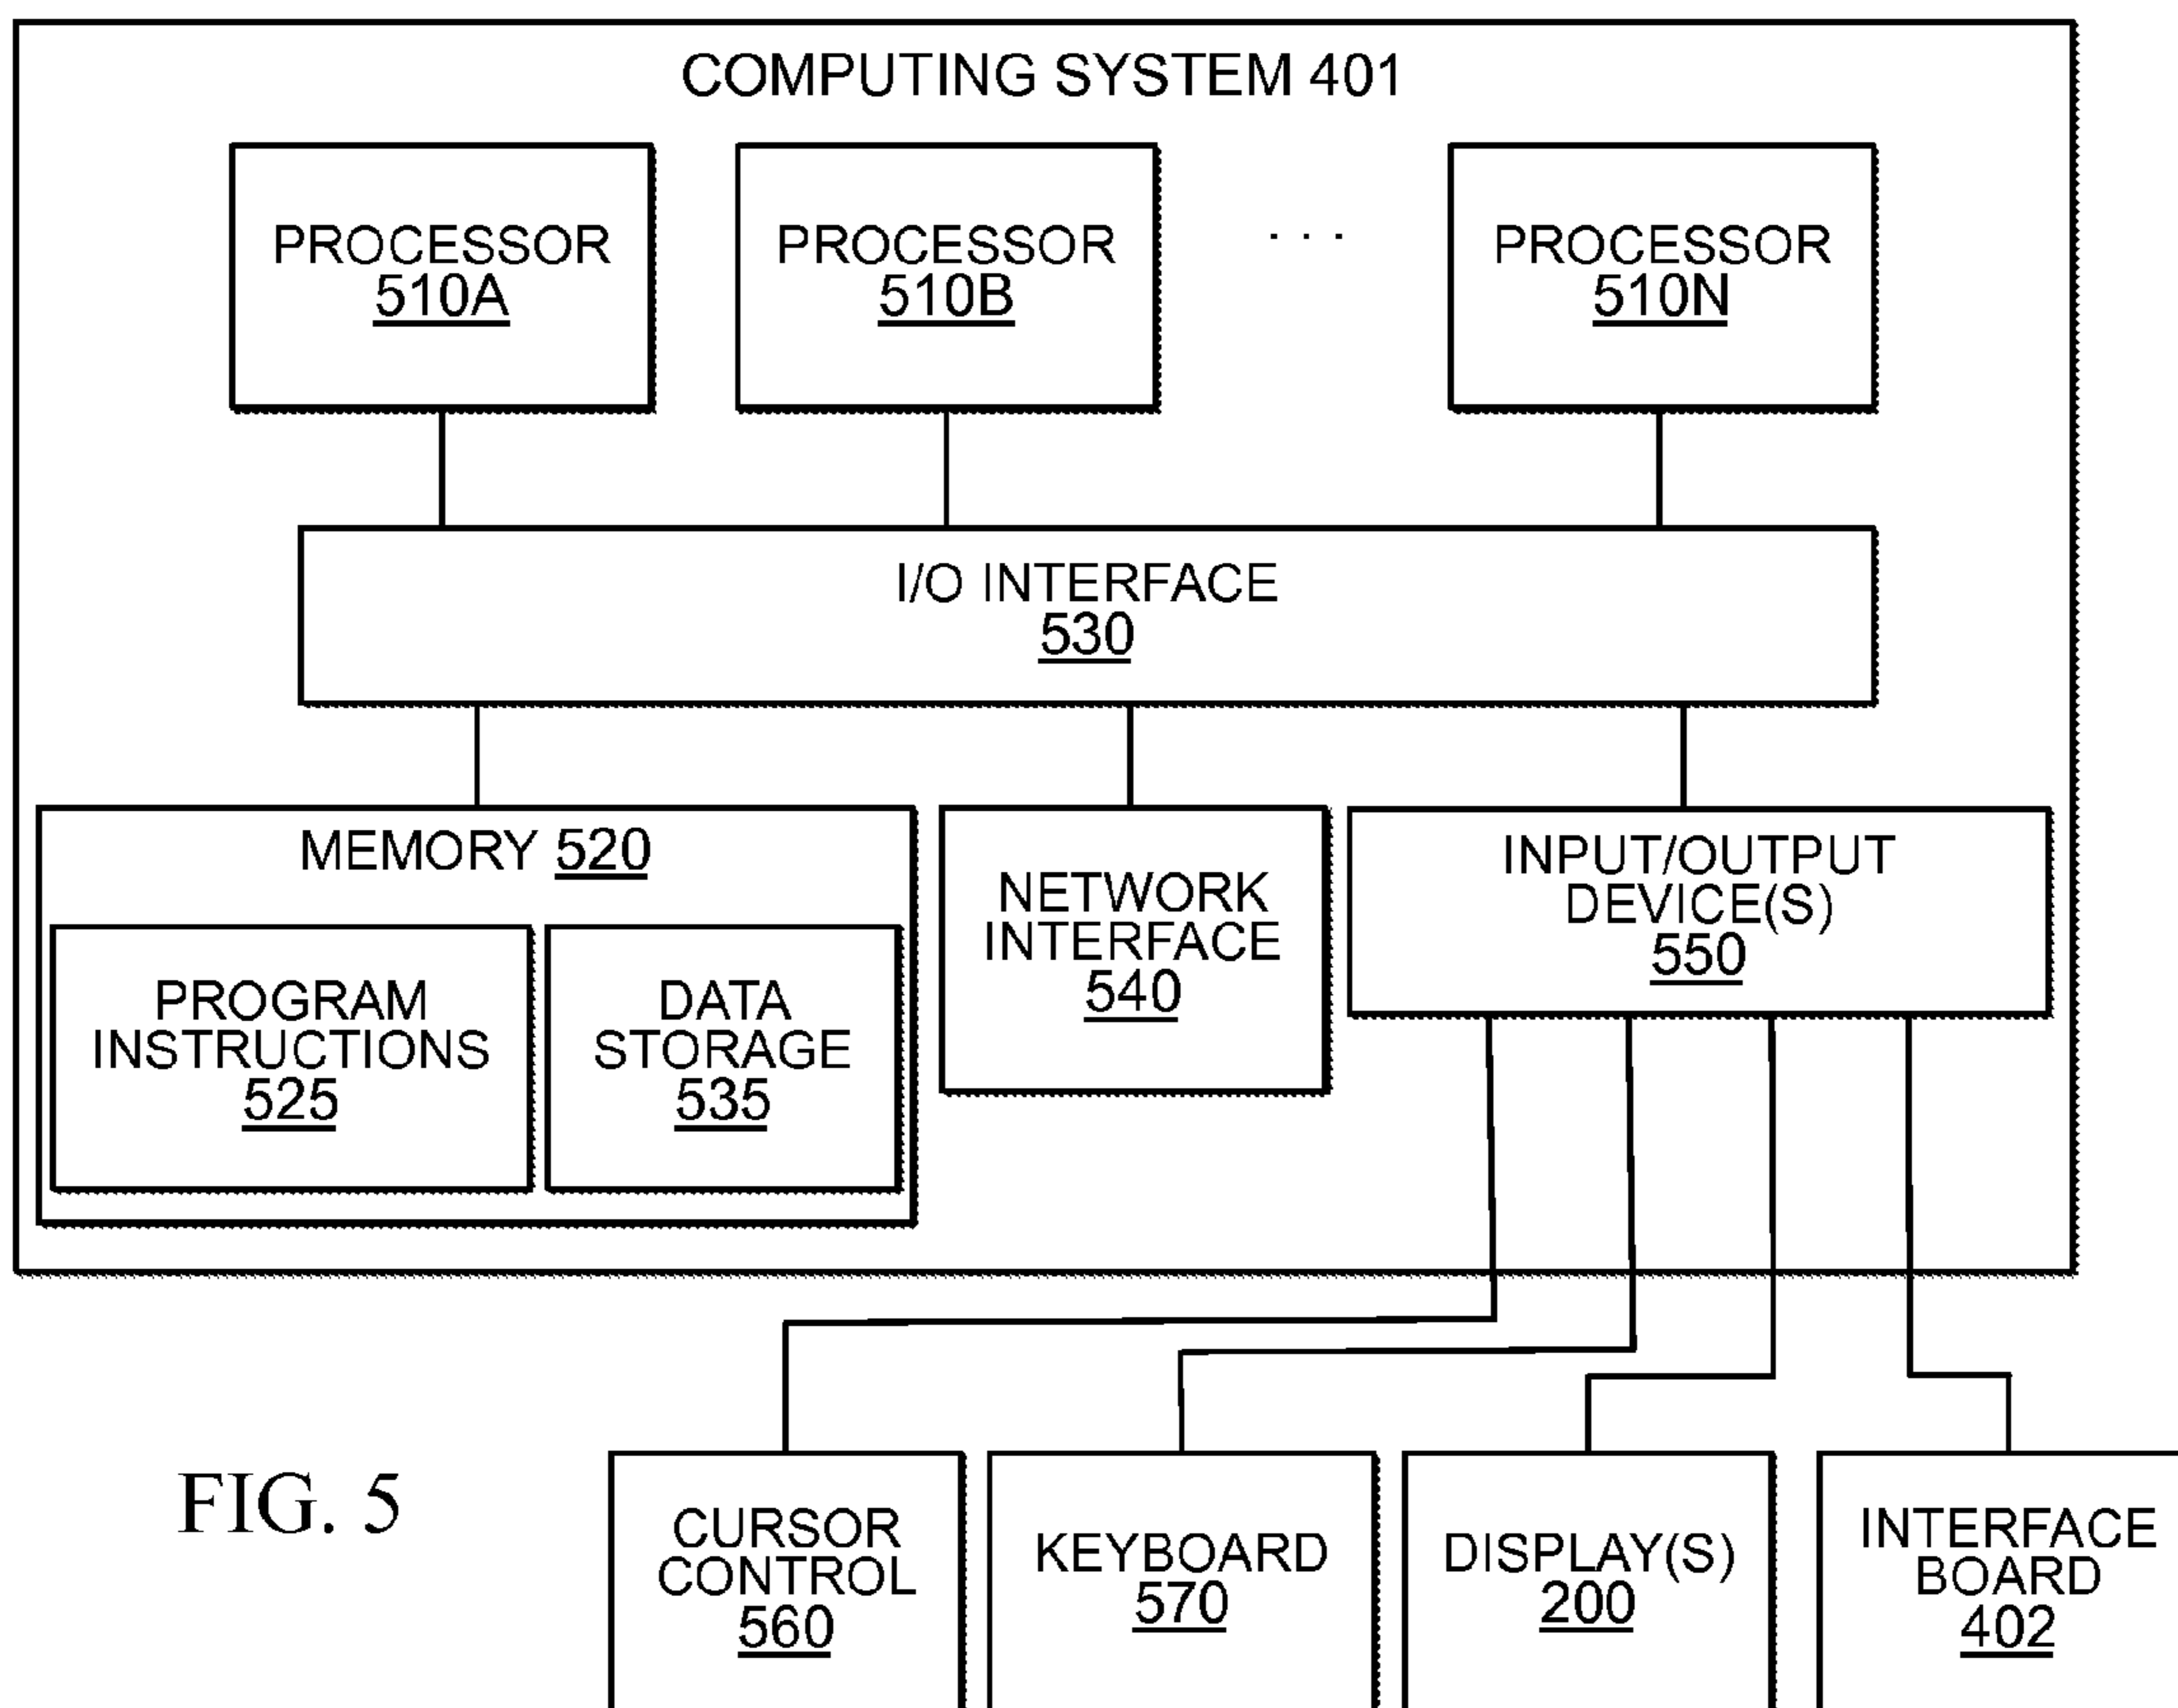 COMPUTING SYSTEM 401
PROCESSOR
510A
PROCESSOR
510B
. . .
PROCESSOR
510N
I/O INTERFACE
530
MEMORY 520
PROGRAM
INSTRUCTIONS
525
DATA
STORAGE
535
NETWORK
INTERFACE
540
INPUT/OUTPUT
DEVICE(S)
550
FIG. 5
CURSOR
CONTROL
560
KEYBOARD
570
DISPLAY(S)
200
INTERFACE
BOARD
402